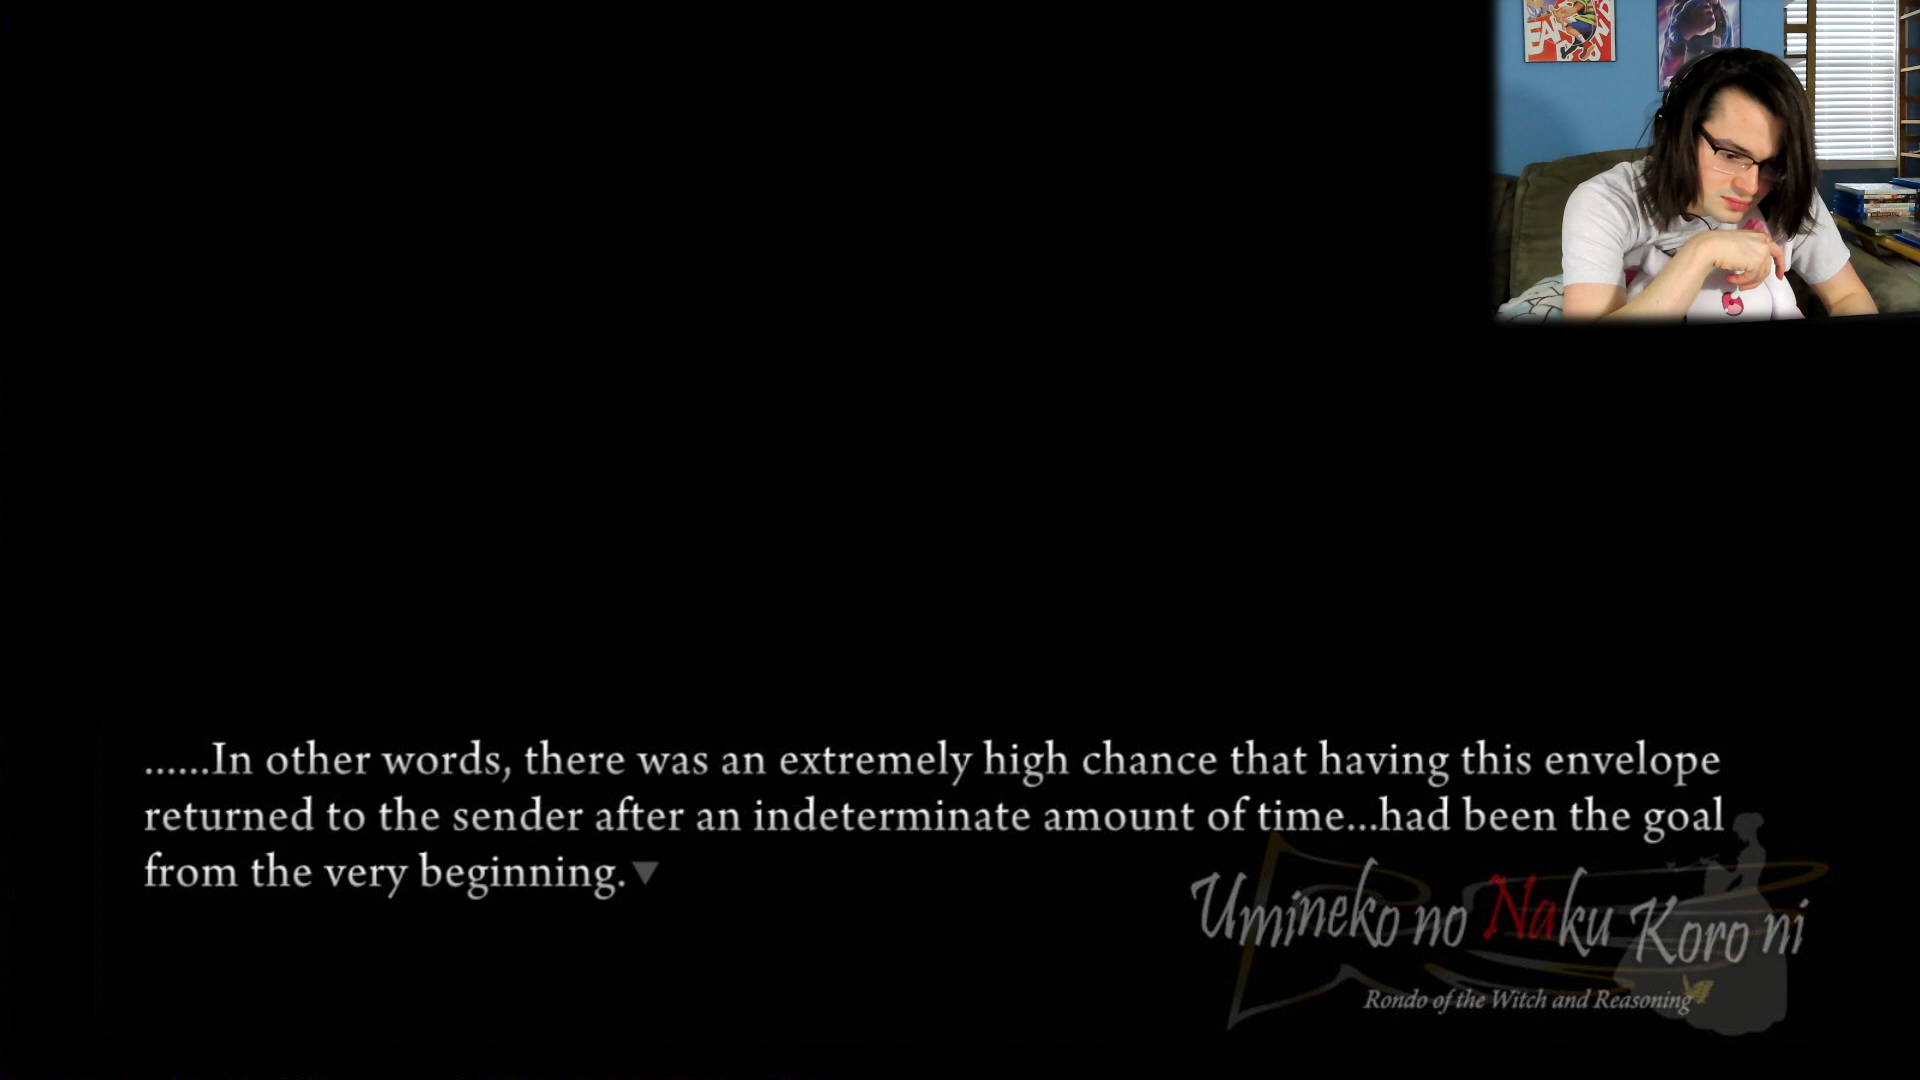 ......In other words, there was an extremely high chance that having this envelope
returned to the sender after an indeterminate amount of time...had been the goal
from the very beginning.
Umineko no Naku Koro ni
Rondo of the Witch and Reasoning